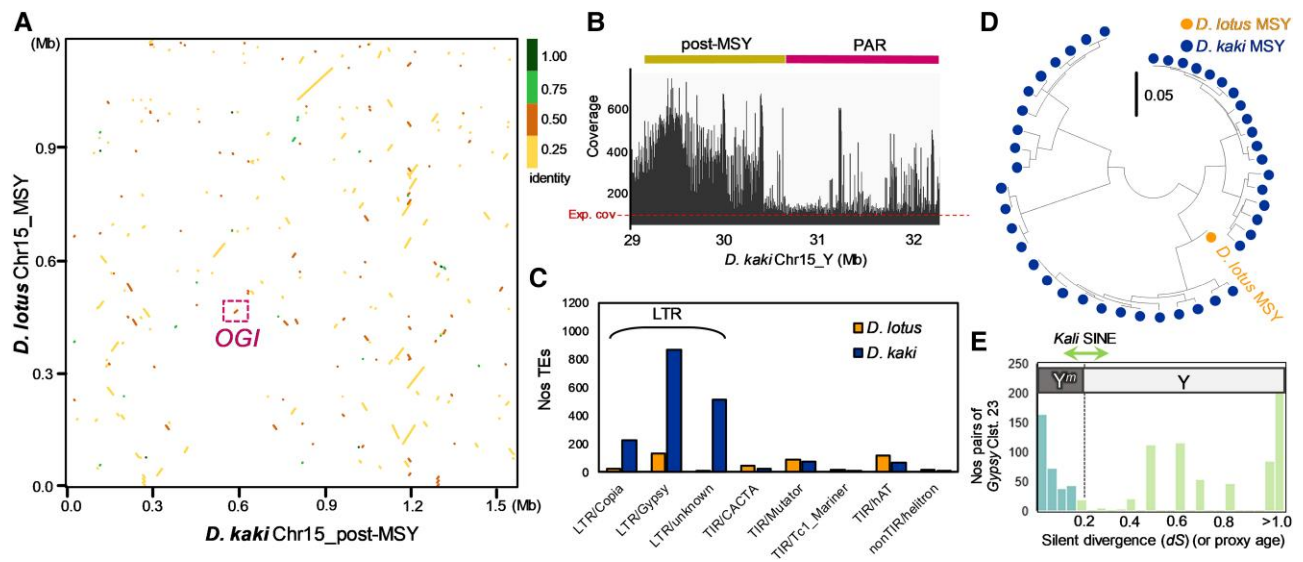 A
(Mb)
D. lotus Chr15_MSY
0.9
0.6
0.3
0.0
OGI
0.0 0.3 0.6 0.9 1.2 1.5 (Mb)
D. kaki Chr15_post-MSY
1.00
0.75
0.50
0.25
identity
B
post-MSY PAR
Coverage
600
400
200
Exp. cov
29 30 31 32
D. kaki Chr15_Y (Mb)
C
Nos TEs
1200
1000
800
600
400
200
0
LTR
D. lotus
D. kaki
LTR/Copia
LTR/Gypsy
LTR/unknown
TIR/CACTA
TIR/Mutator
TIR/Tc1_Mariner
TIR/hAT
nonTIR/helitron
D
D. lotus MSY
D. kaki MSY
0.05
D. lotus
MSY
E
Kali SINE
Nos pairs of
Gypsy Clst. 23
250
200
200
150
100
50
0
Ym Y
0.2 0.4 0.6 0.8 >1.0
Silent divergence (dS) (or proxy age)